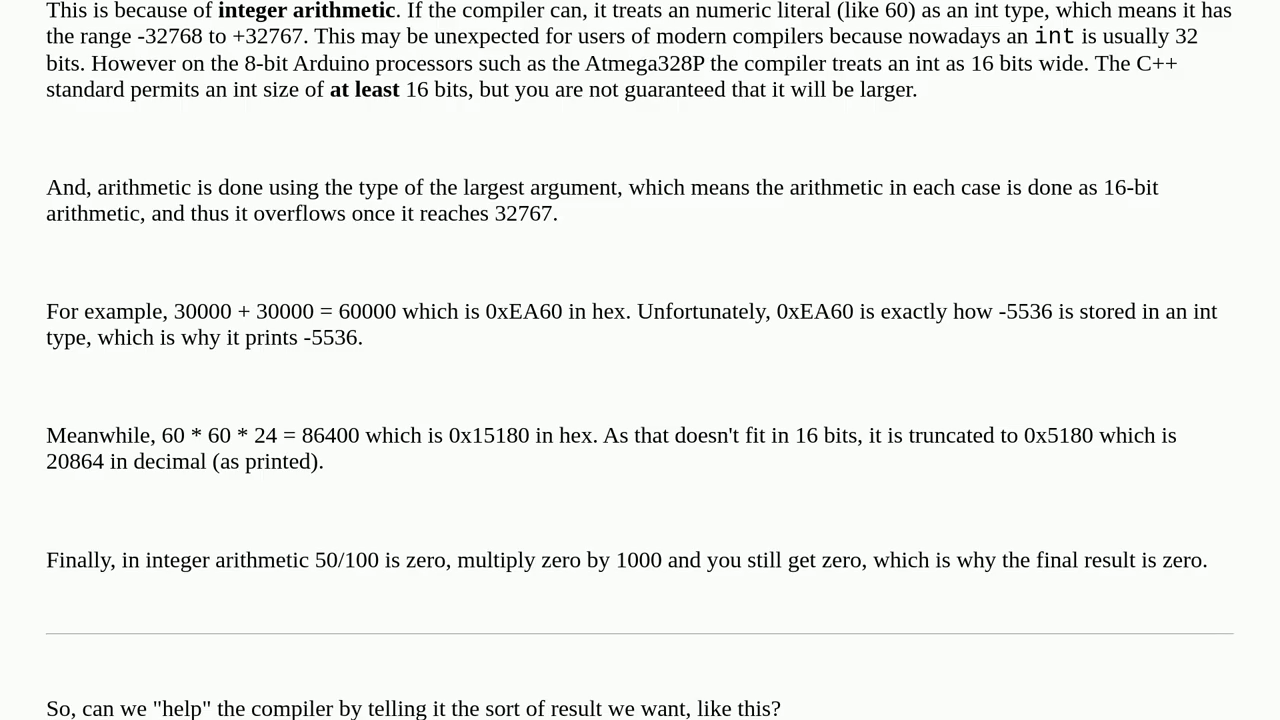 This is because of integer arithmetic. If the compiler can, it treats an numeric literal (like 60) as an int type, which means it has
the range -32768 to +32767. This may be unexpected for users of modern compilers because nowadays an int is usually 32
bits. However on the 8-bit Arduino processors such as the Atmega328P the compiler treats an int as 16 bits wide. The C++
standard permits an int size of at least 16 bits, but you are not guaranteed that it will be larger.
And, arithmetic is done using the type of the largest argument, which means the arithmetic in each case is done as 16-bit
arithmetic, and thus it overflows once it reaches 32767.
For example, 30000 + 30000 = 60000 which is 0xEA60 in hex. Unfortunately, 0xEA60 is exactly how -5536 is stored in an int
type, which is why it prints -5536.
Meanwhile, 60 * 60 * 24 = 86400 which is 0x15180 in hex. As that doesn't fit in 16 bits, it is truncated to 0x5180 which is
20864 in decimal (as printed).
Finally, in integer arithmetic 50/100 is zero, multiply zero by 1000 and you still get zero, which is why the final result is zero.
So, can we "help" the compiler by telling it the sort of result we want, like this?